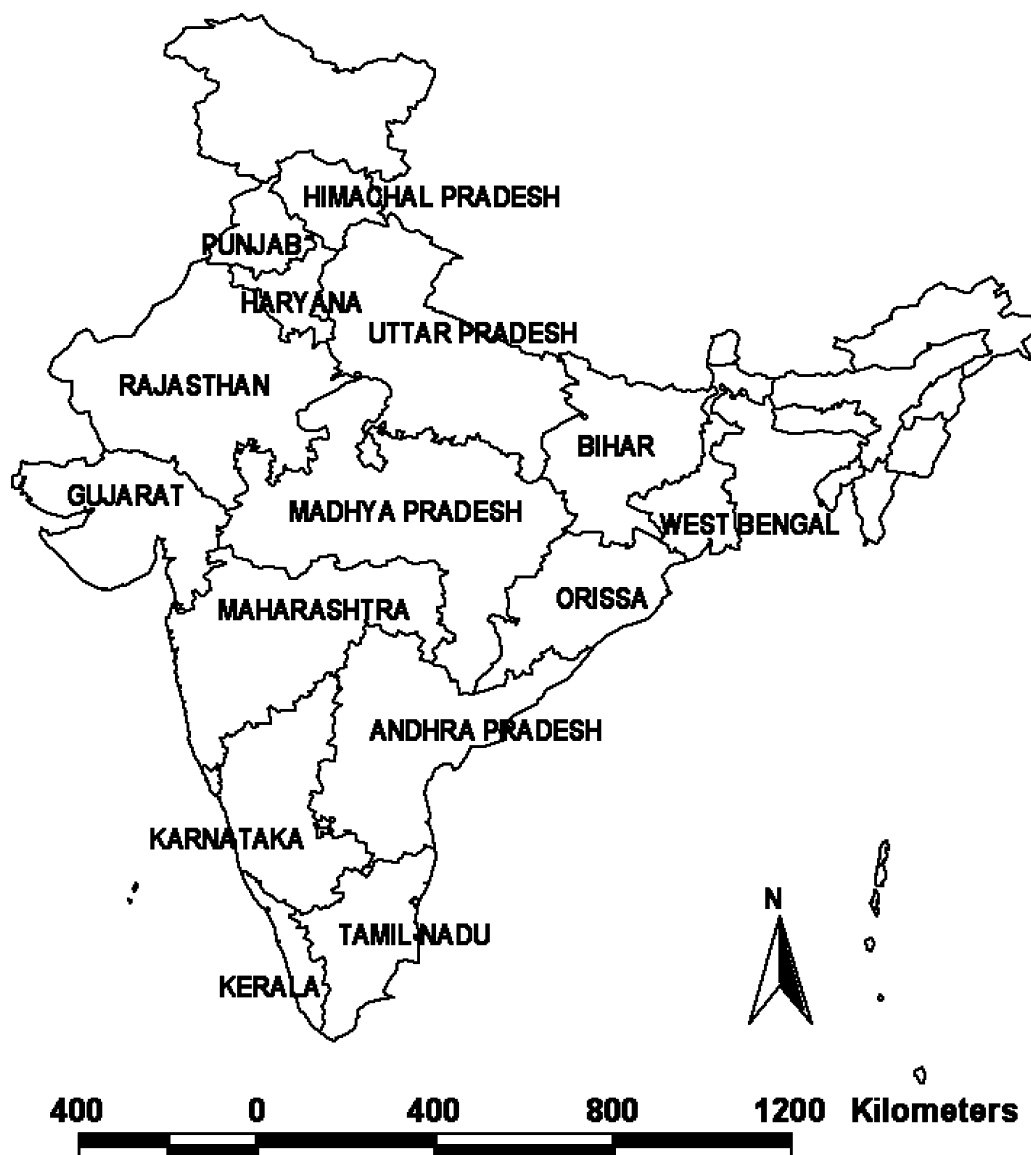 HIMACHAL PRADESH
PUNJAB
HARYANA
UTTAR PRADESH
RAJASTHAN
BIHAR
GUJARAT
MADHYA PRADESH
WEST BENGAL
ORISSA
MAHARASHTRA
ANDHRA PRADESH
KARNATAKA
N
TAMIL NADU
KERALA
400 0 400 800 1200 Kilometers